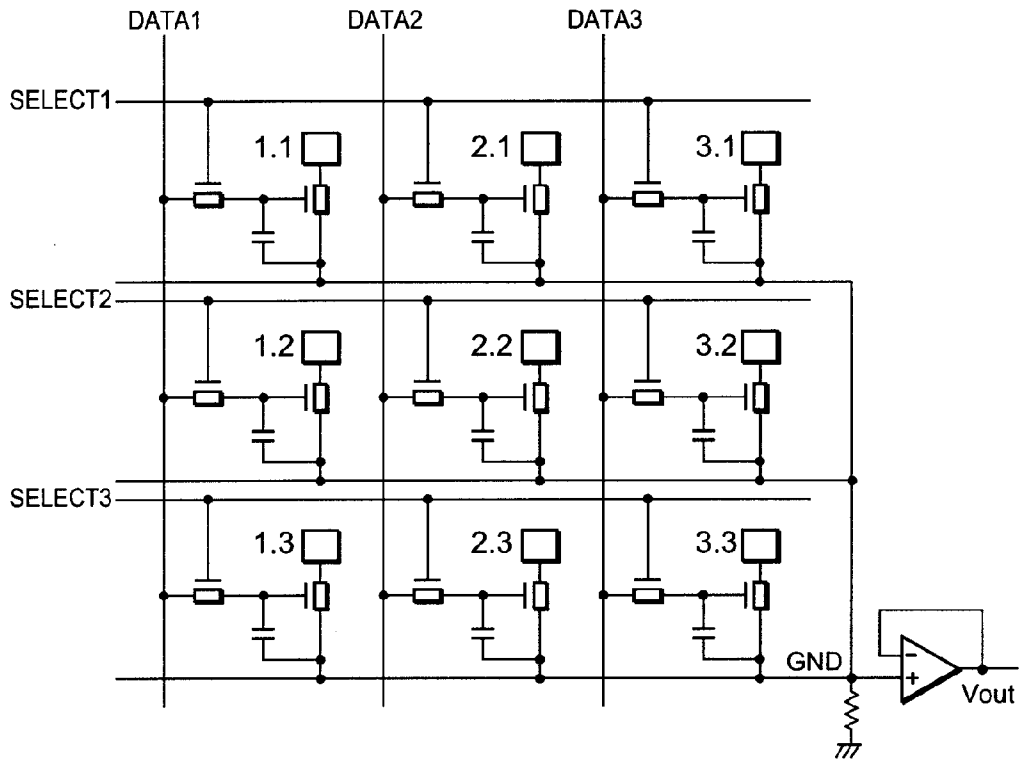 DATA1 DATA2 DATA3
SELECT1
1.1 2.1 3.1
SELECT2
1.2 2.2 3.2
SELECT3
1.3 2.3 3.3
GND
-
+
Vout